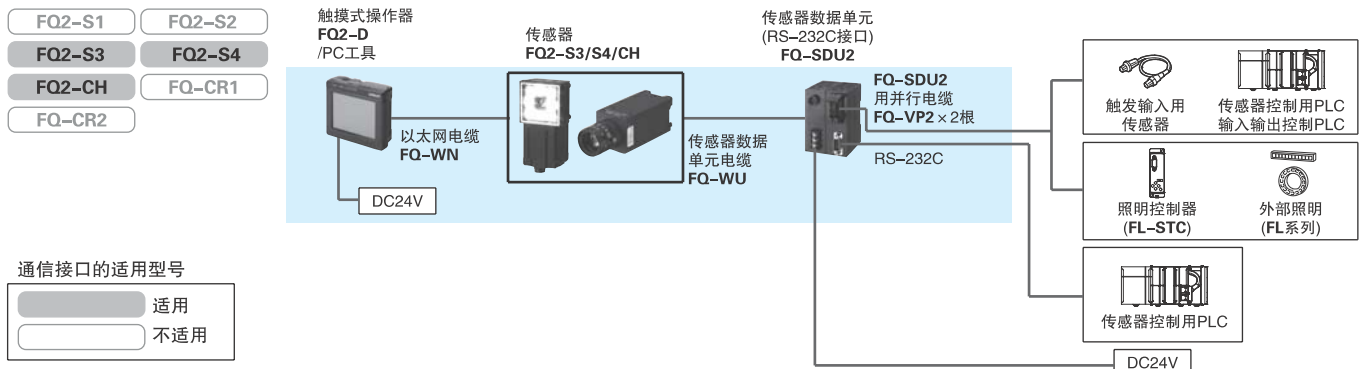 FQ2-S1
FQ2-S2
FQ2-S3
FQ2-S4
FQ2-CH
FQ-CR1
FQ-CR2
触摸式操作器
FQ2-D
/PC工具
传感器
FQ2-S3/S4/CH
传感器数据单元
(RS-232C接口)
FQ-SDU2
以太网电缆
FQ-WN
DC24V
传感器数据
单元电缆
FQ-WU
FQ-SDU2
用并行电缆
FQ-VP2×2根
RS-232C
触发输入用
传感器
传感器控制用PLC
输入输出控制PLC
照明控制器
(FL-STC)
外部照明
(FL系列)
传感器控制用PLC
DC24V
通信接口的适用型号
适用
不适用